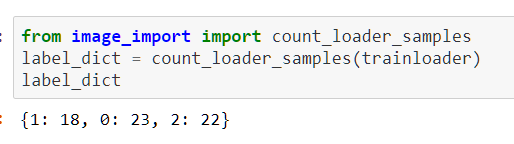 from image_import import count_loader_samples
label_dict = count_loader_samples(trainloader)
label_dict
{1: 18, 0: 23, 2: 22}